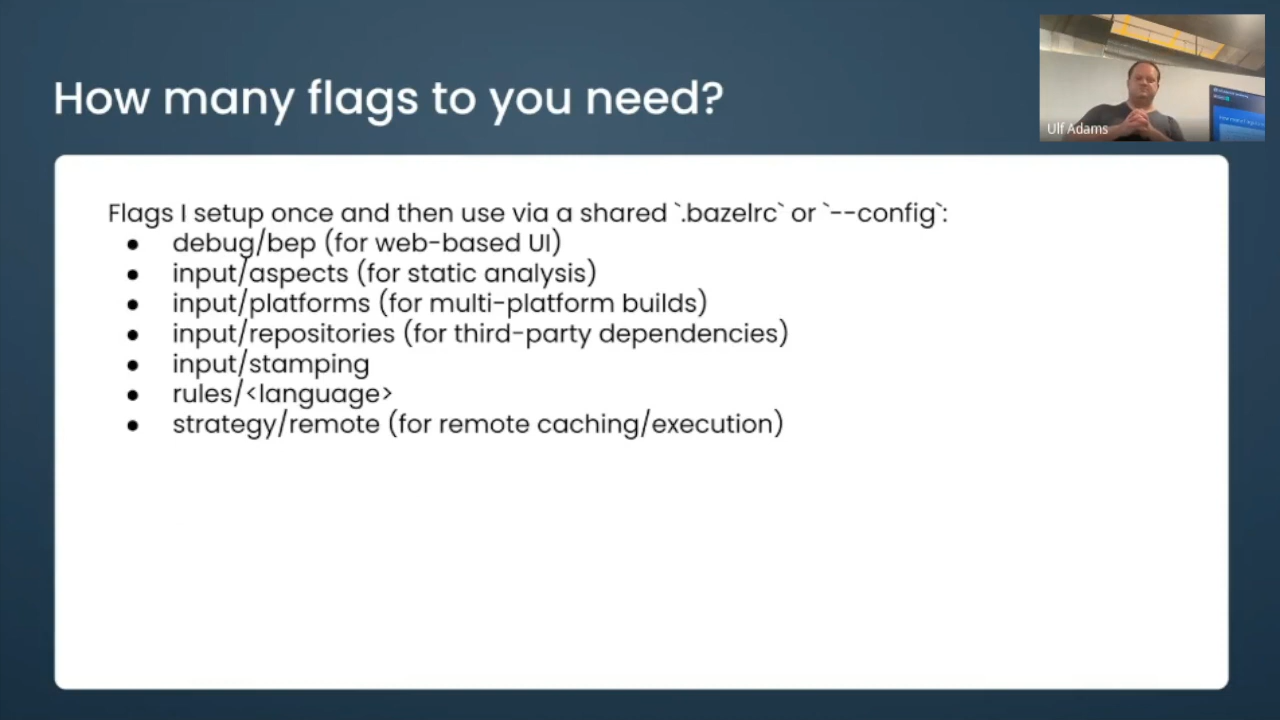 How many flags to you need?
Ulf Adams
Flags I setup once and then use via a shared `.bazelrc` or `--config`:
● debug/bep (for web-based UI)
● input/aspects (for static analysis)
● input/platforms (for multi-platform builds)
● input/repositories (for third-party dependencies)
● input/stamping
● rules/<language>
● strategy/remote (for remote caching/execution)